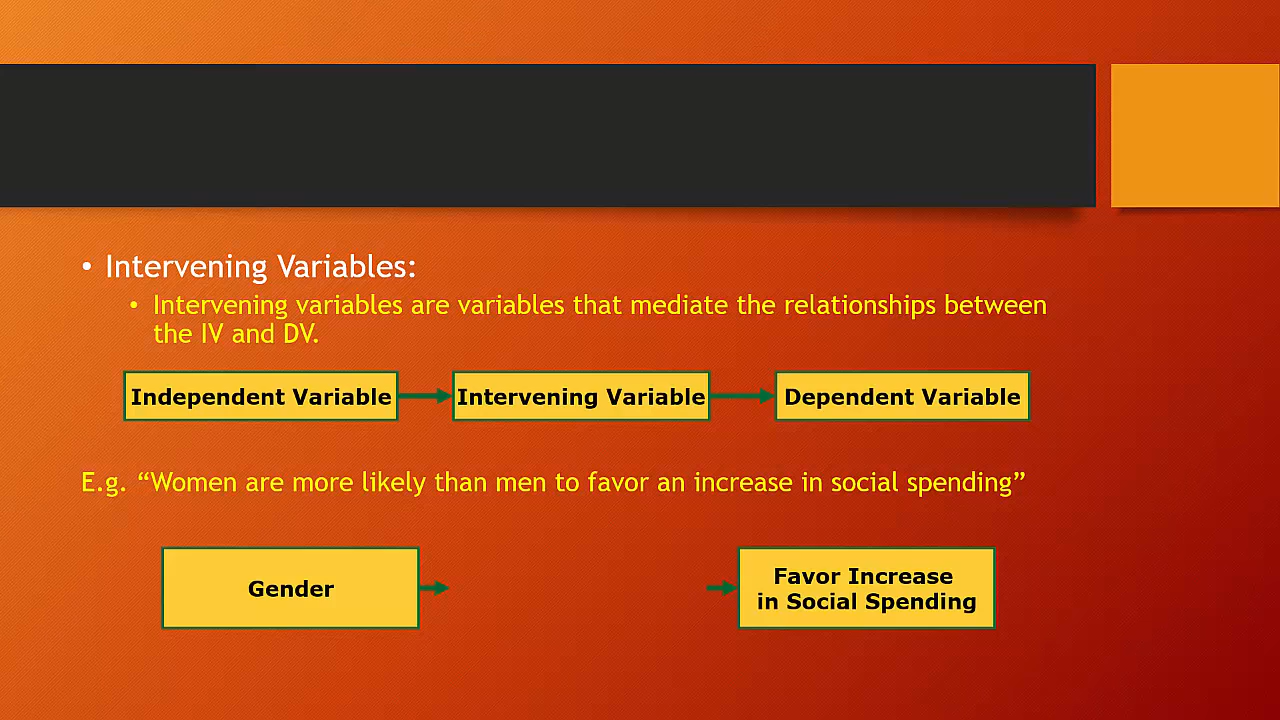 • Intervening Variables:
• Intervening variables are variables that mediate the relationships between
the IV and DV.
Independent Variable
Intervening Variable
Dependent Variable
E.g. “Women are more likely than men to favor an increase in social spending”
Gender
Favor Increase
in Social Spending